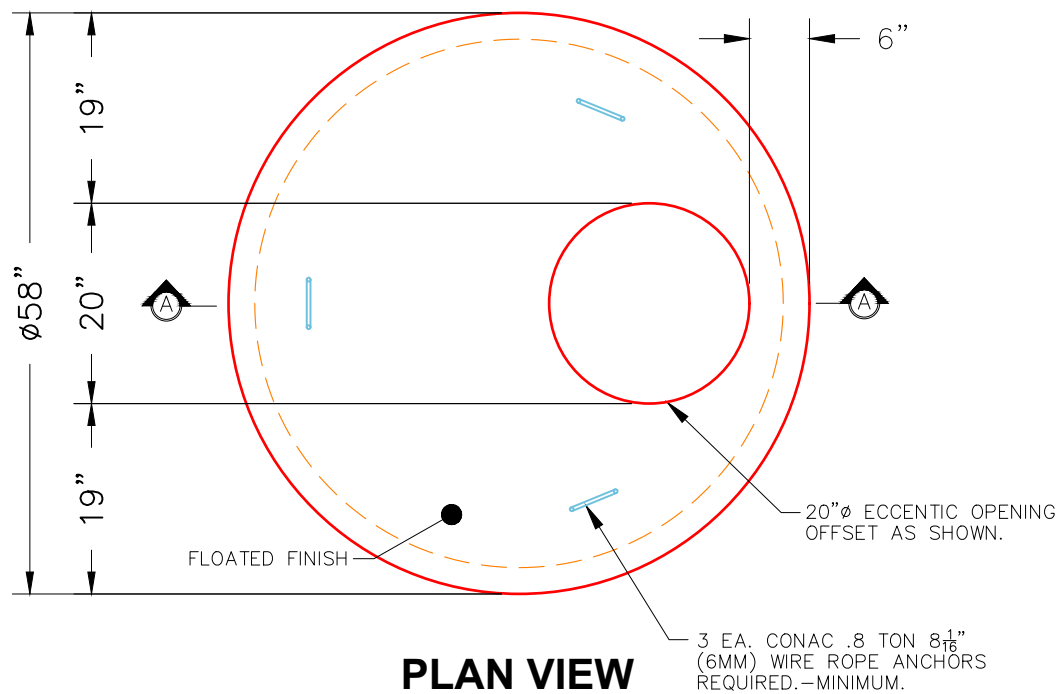 6”
19”
ø58”
20”
A
A
19”
20”ø ECCENTIC OPENING
OFFSET AS SHOWN.
FLOATED FINISH
3 EA. CONAC .8 TON 8 1/16”
(6MM) WIRE ROPE ANCHORS
REQUIRED.–MINIMUM.
PLAN VIEW